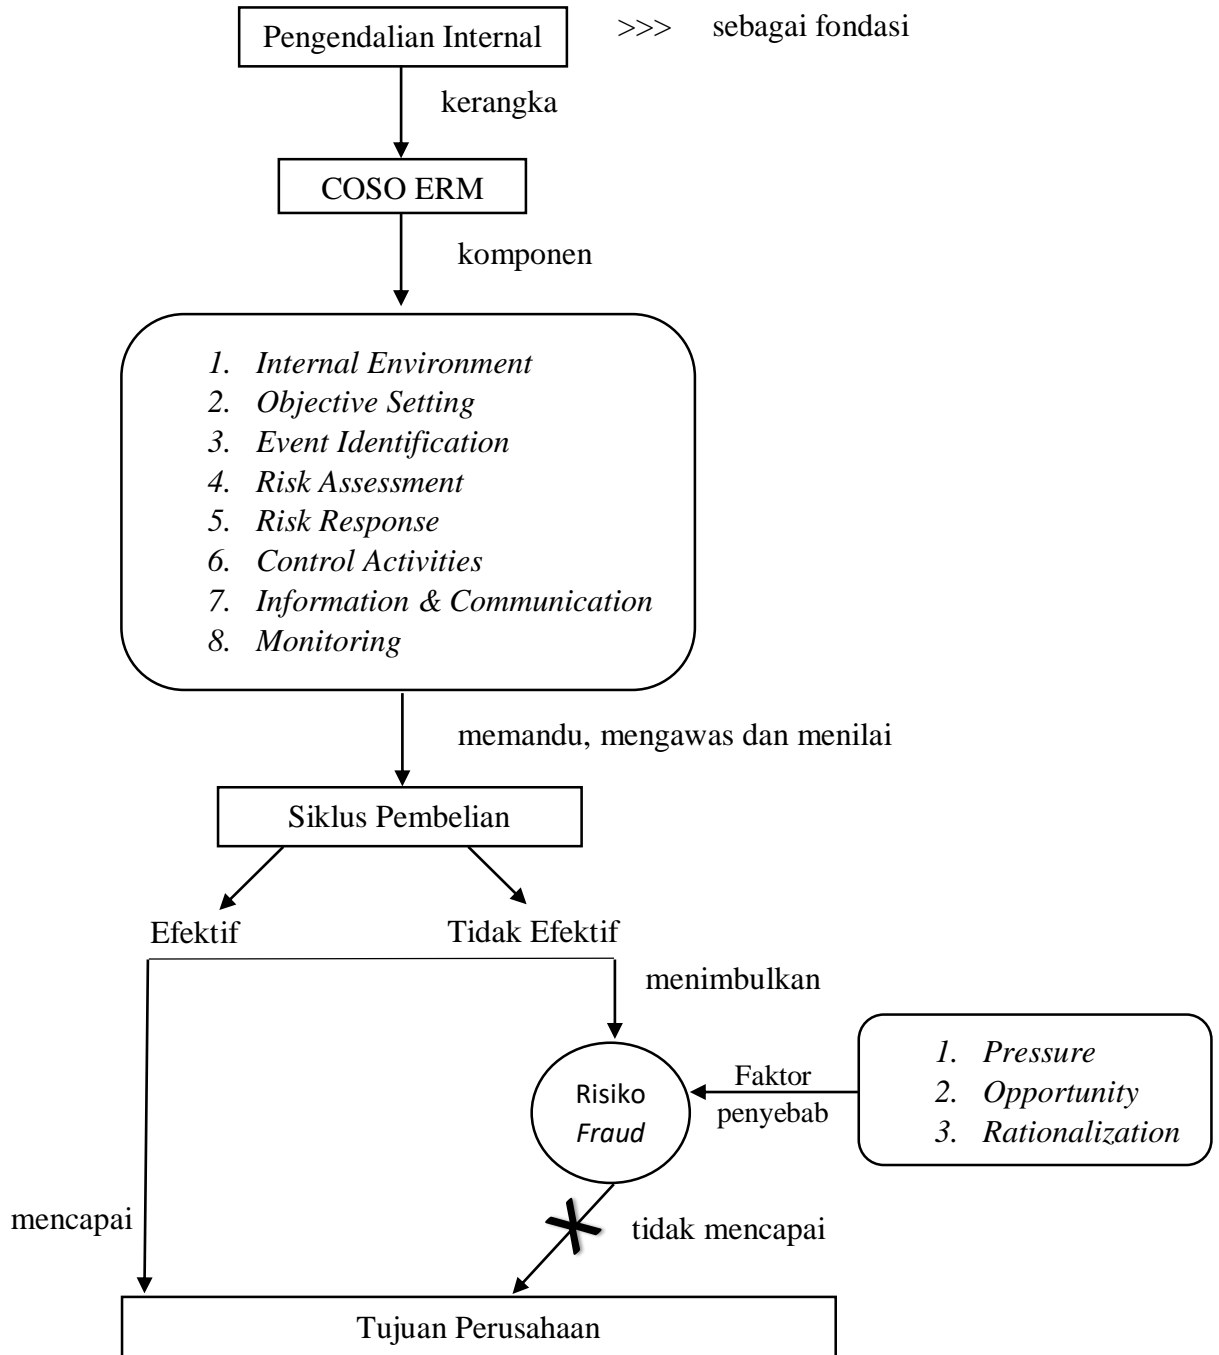 Pengendalian Internal >>> sebagai fondasi
kerangka
COSO ERM
komponen
1. Internal Environment
2. Objective Setting
3. Event Identification
4. Risk Assessment
5. Risk Response
6. Control Activities
7. Information & Communication
8. Monitoring
memandu, mengawas dan menilai
Siklus Pembelian
Efektif
Tidak Efektif
menimbulkan
Risiko
Fraud
Faktor
penyebab
1. Pressure
2. Opportunity
3. Rationalization
mencapai
tidak mencapai
Tujuan Perusahaan